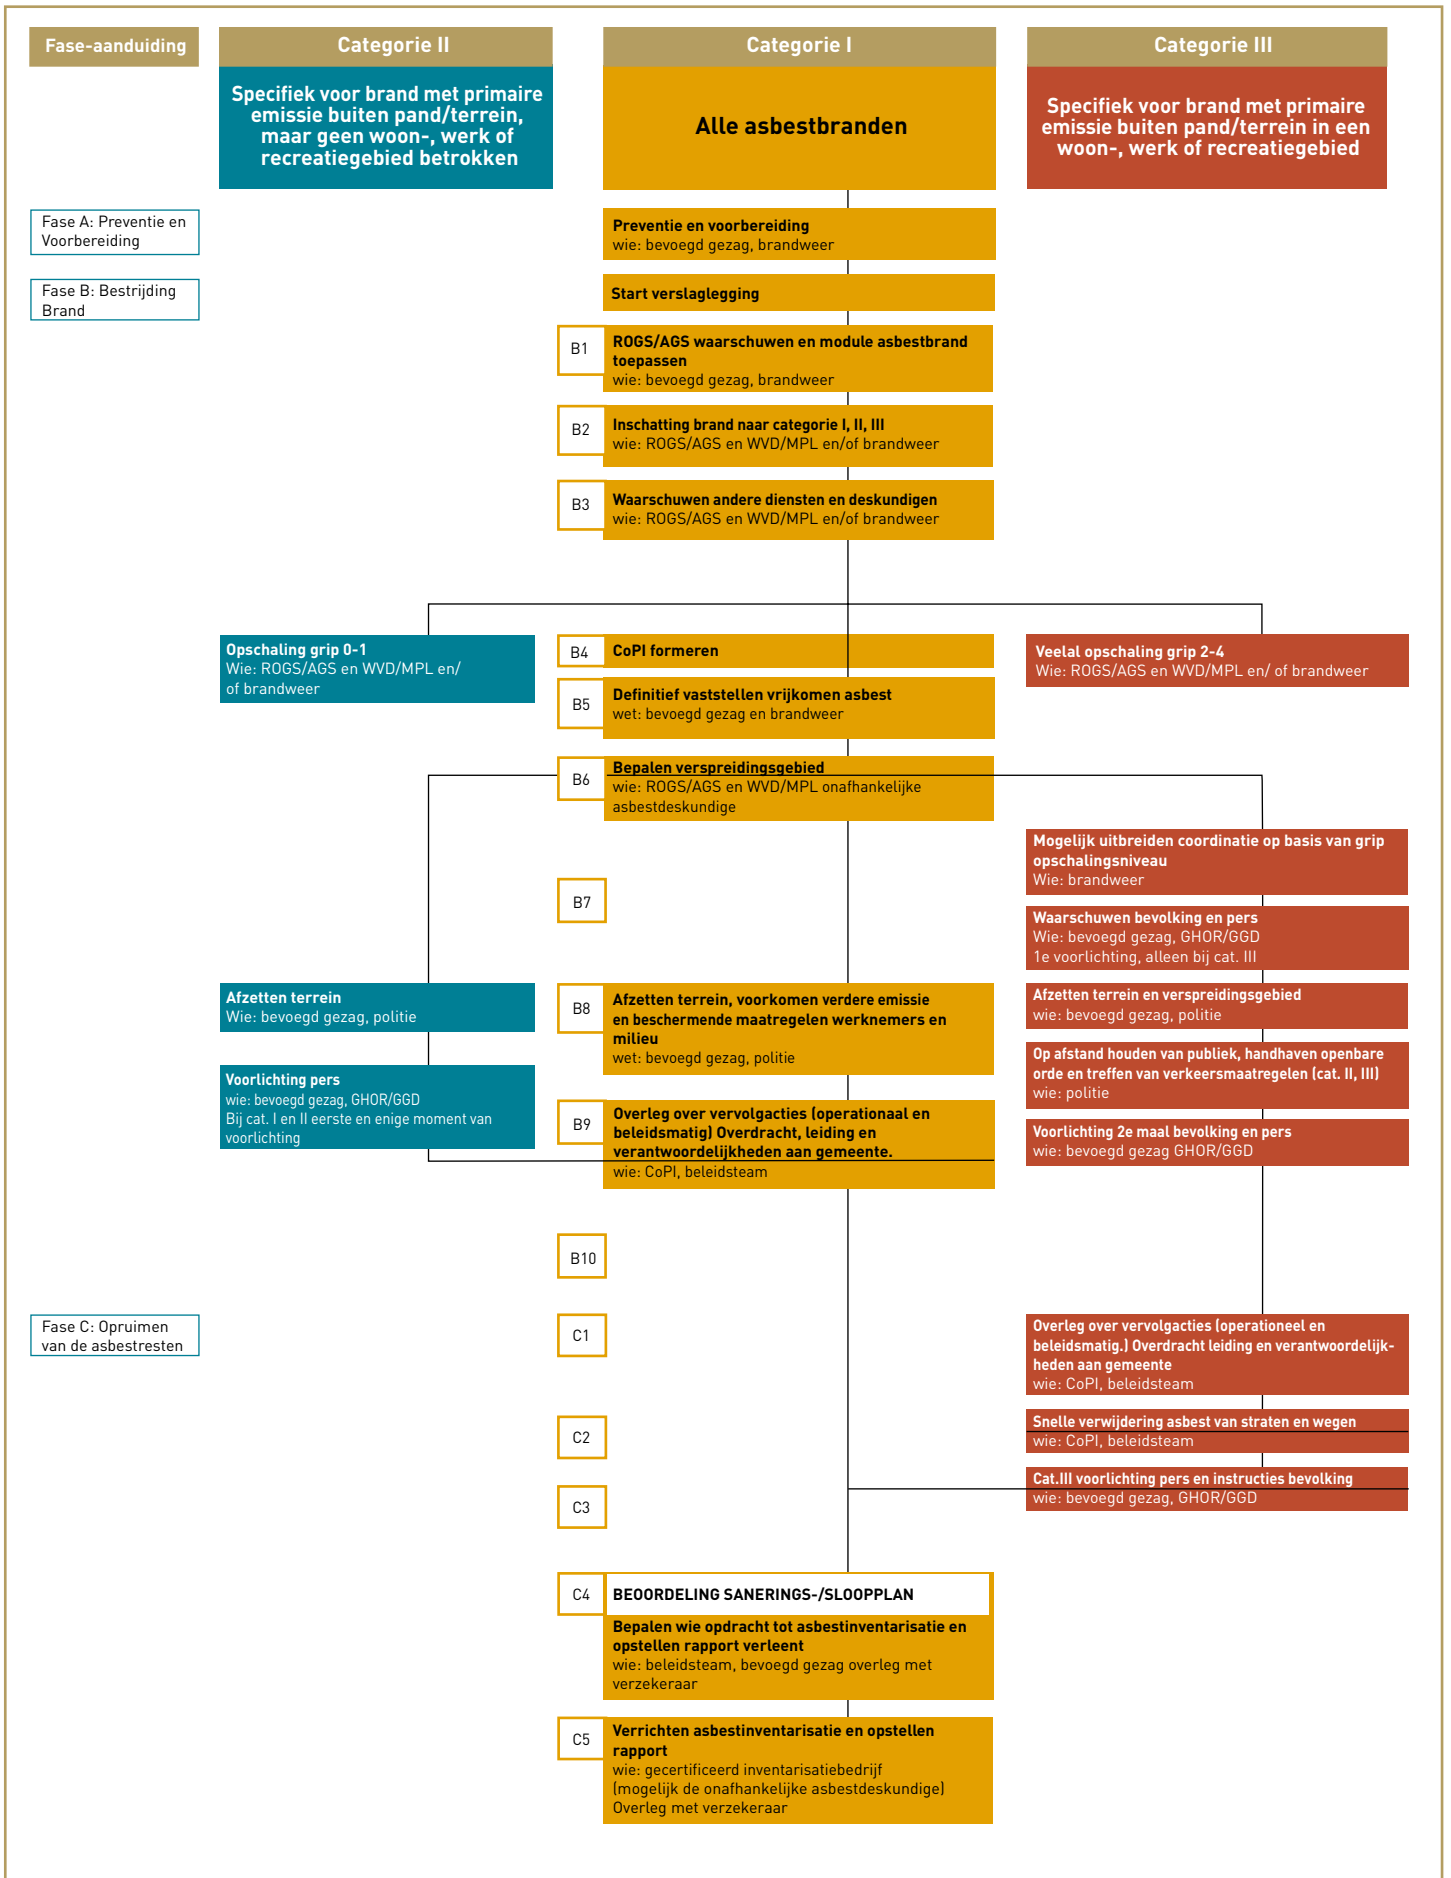 Fase-aanduiding
Categorie II
Categorie I
Categorie III
Specifiek voor brand met primaire
emissie buiten pand/terrein,
maar geen woon-, werk of
recreatiegebied betrokken
Alle asbestbranden
Specifiek voor brand met primaire
emissie buiten pand/terrein in een
woon-, werk of recreatiegebied
Fase A: Preventie en
Voorbereiding
Preventie en voorbereiding
wie: bevoegd gezag, brandweer
Fase B: Bestrijding
Brand
Start verslaglegging
B1
ROGS/AGS waarschuwen en module asbestbrand
toepassen
wie: bevoegd gezag, brandweer
B2
Inschatting brand naar categorie I, II, III
wie: ROGS/AGS en WVD/MPL en/of brandweer
B3
Waarschuwen andere diensten en deskundigen
wie: ROGS/AGS en WVD/MPL en/of brandweer
Opschaling grip 0-1
Wie: ROGS/AGS en WVD/MPL en/
of brandweer
B4
CoPI formeren
Veelal opschaling grip 2-4
Wie: ROGS/AGS en WVD/MPL en/ of brandweer
B5
Definitief vaststellen vrijkomen asbest
wet: bevoegd gezag en brandweer
B6
Bepalen verspreidingsgebied
wie: ROGS/AGS en WVD/MPL onafhankelijke
asbestdeskundige
Mogelijk uitbreiden coordinatie op basis van grip
opschalingsniveau
Wie: brandweer
B7
Waarschuwen bevolking en pers
Wie: bevoegd gezag, GHOR/GGD
1e voorlichting, alleen bij cat. III
Afzetten terrein
Wie: bevoegd gezag, politie
B8
Afzetten terrein, voorkomen verdere emissie
en beschermende maatregelen werknemers en
milieu
wet: bevoegd gezag, politie
Afzetten terrein en verspreidingsgebied
wie: bevoegd gezag, politie
Op afstand houden van publiek, handhaven openbare
orde en treffen van verkeersmaatregelen (cat. II, III)
wie: politie
Voorlichting pers
wie: bevoegd gezag, GHOR/GGD
Bij cat. I en II eerste en enige moment van
voorlichting
B9
Overleg over vervolgacties (operationaal en
beleidsmatig) Overdracht, leiding en
verantwoordelijkheden aan gemeente.
wie: CoPI, beleidsteam
Voorlichting 2e maal bevolking en pers
wie: bevoegd gezag GHOR/GGD
B10
Fase C: Opruimen
van de asbestresten
C1
Overleg over vervolgacties (operationeel en
beleidsmatig.) Overdracht leiding en verantwoordelijk-
heden aan gemeente
wie: CoPI, beleidsteam
C2
Snelle verwijdering asbest van straten en wegen
wie: CoPI, beleidsteam
C3
Cat.III voorlichting pers en instructies bevolking
wie: bevoegd gezag, GHOR/GGD
C4
BEOORDELING SANERINGS-/SLOOPPLAN
Bepalen wie opdracht tot asbestinventarisatie en
opstellen rapport verleent
wie: beleidsteam, bevoegd gezag overleg met
verzekeraar
C5
Verrichten asbestinventarisatie en opstellen
rapport
wie: gecertificeerd inventarisatiebedrijf
(mogelijk de onafhankelijke asbestdeskundige)
Overleg met verzekeraar